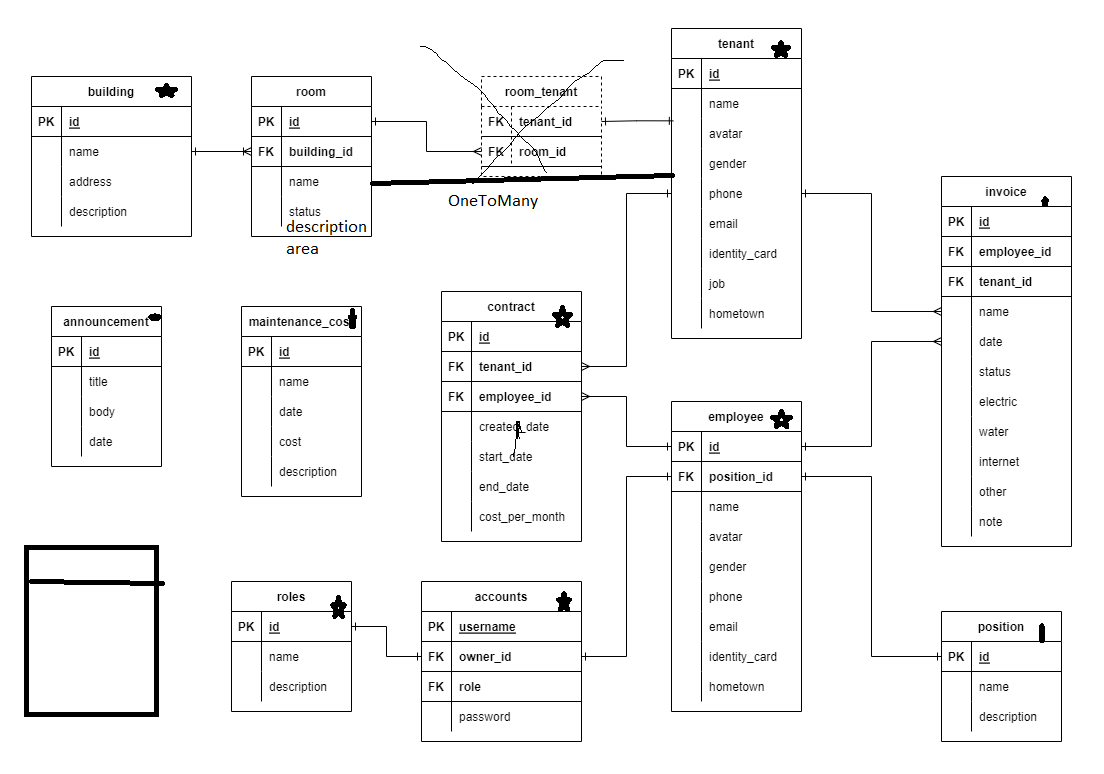 building
PK id
name
address
description
room
PK id
FK building_id
name
status
description
area
room_tenant
FK tenant_id
FK room_id
OneToMany
tenant
PK id
name
avatar
gender
phone
email
identity_card
job
hometown
invoice
PK id
FK employee_id
FK tenant_id
name
date
status
electric
water
internet
other
note
announcement
PK id
title
body
date
maintenance_cost
PK id
name
date
cost
description
contract
PK id
FK tenant_id
FK employee_id
created_date
start_date
end_date
cost_per_month
employee
PK id
FK position_id
name
avatar
gender
phone
email
identity_card
hometown
roles
PK id
name
description
accounts
PK username
FK owner_id
FK role
password
position
PK id
name
description